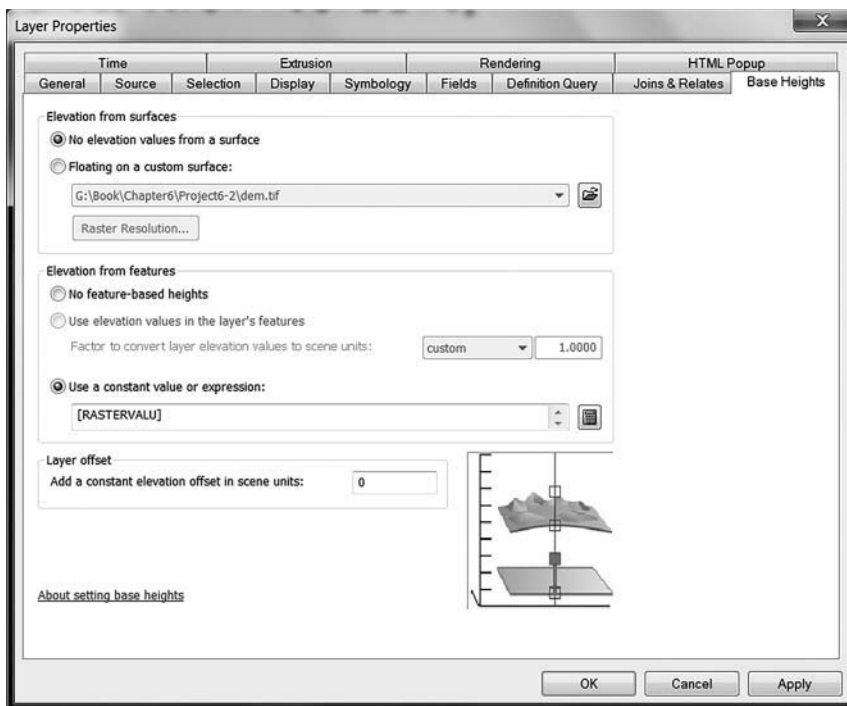 Layer Properties
X
Time Extrusion Rendering HTML Popup
General Source Selection Display Symbology Fields Definition Query Joins & Relates Base Heights
Elevation from surfaces
No elevation values from a surface
Floating on a custom surface:
G:\Book\Chapter6\Project6-2\dem.tif
Raster Resolution...
Elevation from features
No feature-based heights
Use elevation values in the layer's features
Factor to convert layer elevation values to scene units: custom 1.0000
Use a constant value or expression:
[RASTERVALU]
Layer offset
Add a constant elevation offset in scene units: 0
About setting base heights
OK Cancel Apply